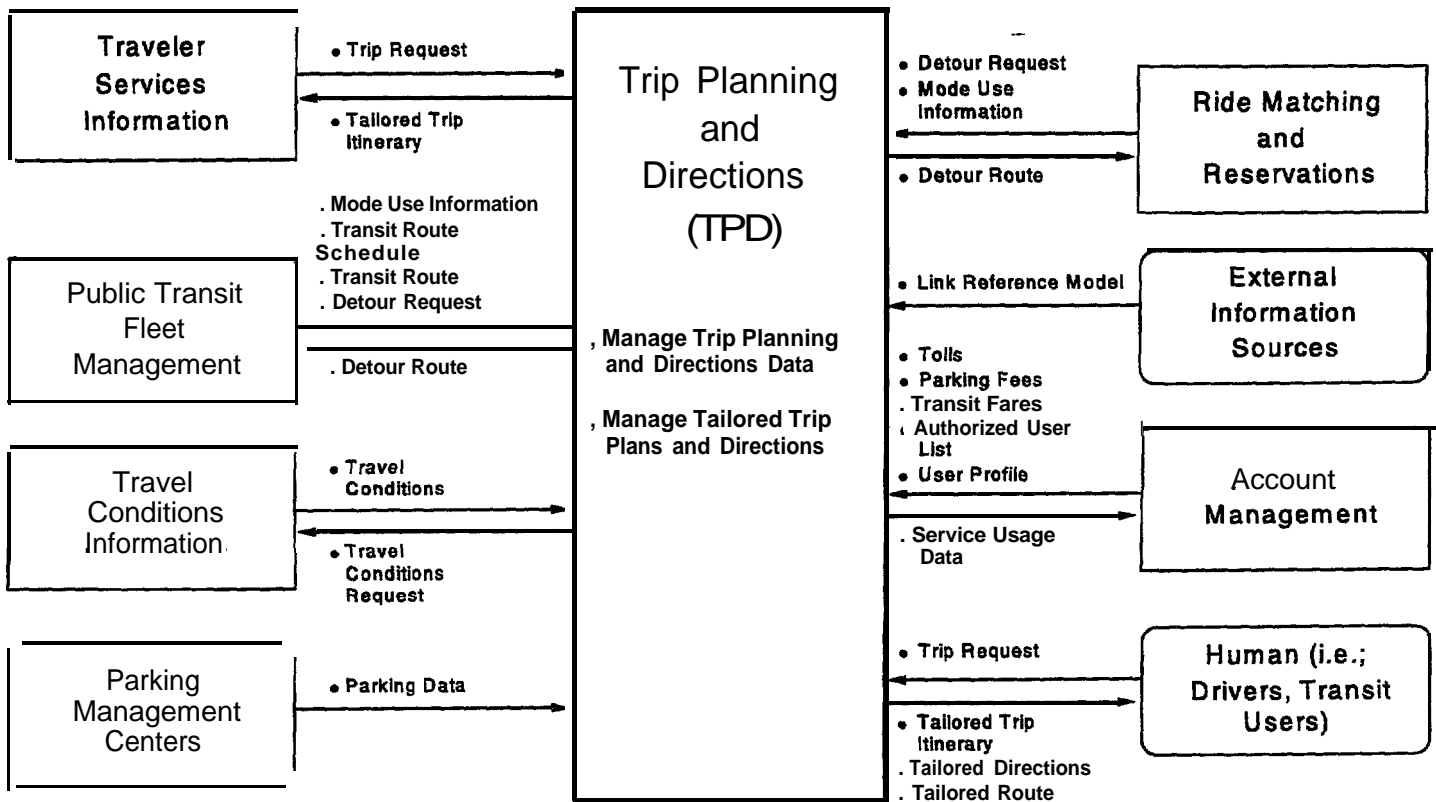 Traveler
Services
Information
• Trip Request
• Tailored Trip
Itinerary
. Mode Use Information
. Transit Route
Schedule
. Transit Route
. Detour Request
Public Transit
Fleet
Management
. Detour Route
• Travel
Conditions
Travel
Conditions
Information
• Travel
Conditions
Request
Parking
Management
Centers
• Parking Data
Trip Planning
and
Directions
(TPD)
, Manage Trip Planning
and Directions Data
, Manage Tailored Trip
Plans and Directions
• Detour Request
• Mode Use
Information
• Detour Route
Ride Matching
and
Reservations
• Link Reference Model
External
Information
Sources
• Tolls
• Parking Fees
. Transit Fares
. Authorized User
List
• User Profile
. Service Usage
Data
Account
Management
• Trip Request
• Tailored Trip
Itinerary
. Tailored Directions
. Tailored Route
Human (i.e.;
Drivers, Transit
Users)